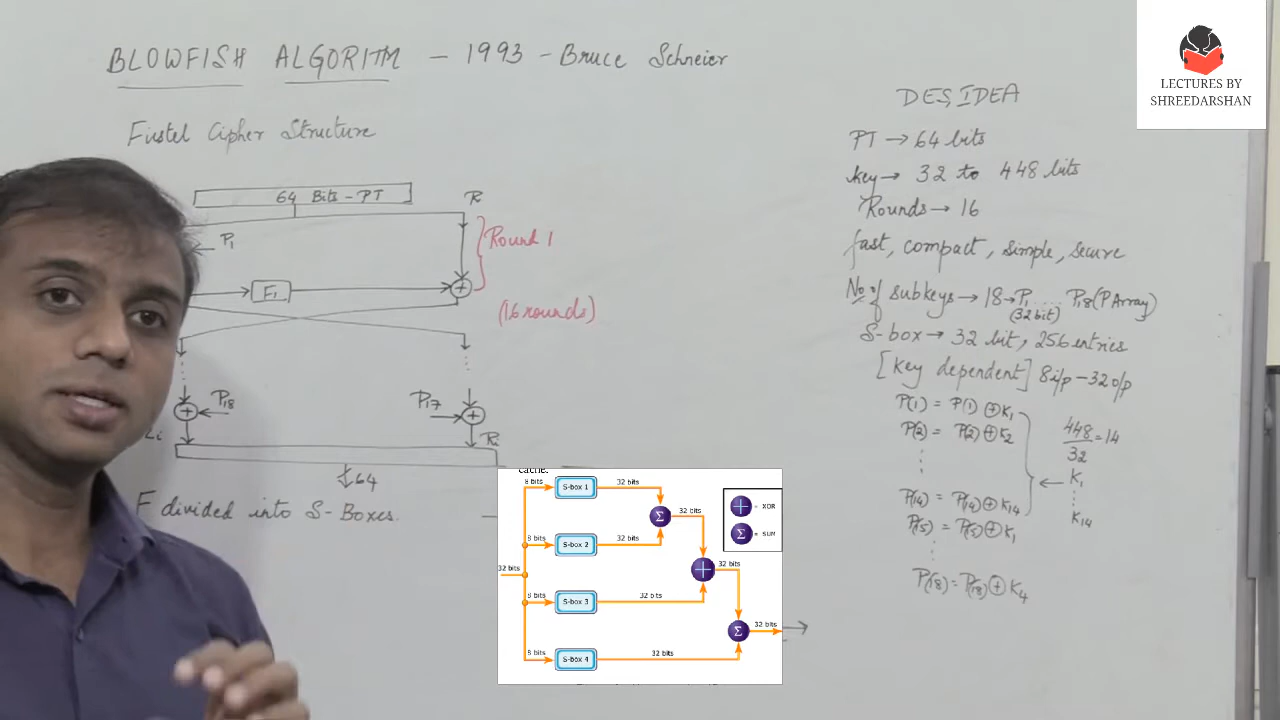 BLOWFISH ALGORITM - 1993 - Bruce Schneier
LECTURES BY
SHREEDARSHAN
Fistel Cipher Structure
64 Bits - PT
R
P1
Round 1
F1
(16 rounds)
P18
P17
Li
Ri
64
F divided into S-Boxes.
DES, IDEA
PT → 64 bits
key → 32 to 448 bits
Rounds → 16
fast, compact, simple, secure
No of subkeys → 18 → P1 ..... P18 (P Array)
(32 bit)
S-box → 32 bit, 256 entries
[key dependent] 8 i/p - 32 o/p
P(1) = P(1) ⊕ K1
P(2) = P(2) ⊕ K2
P(14) = P(14) ⊕ K14
P(15) = P(15) ⊕ K1
P(18) = P(18) ⊕ K4
448/32 = 14
K1
K14
cache.
8 bits
S-box 1
32 bits
+ = XOR
Σ = SUM
Σ
32 bits
8 bits
S-box 2
32 bits
32 bits
+
32 bits
8 bits
S-box 3
32 bits
Σ
32 bits
8 bits
S-box 4
32 bits